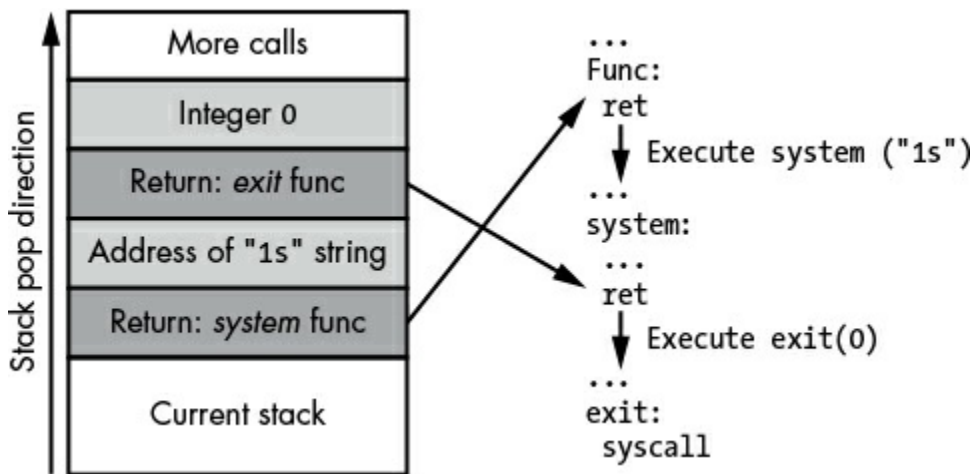 Stack pop direction
More calls
Integer 0
Return: exit func
Address of "1s" string
Return: system func
Current stack
...
Func:
ret
Execute system ("1s")
...
system:
...
ret
Execute exit(0)
...
exit:
syscall